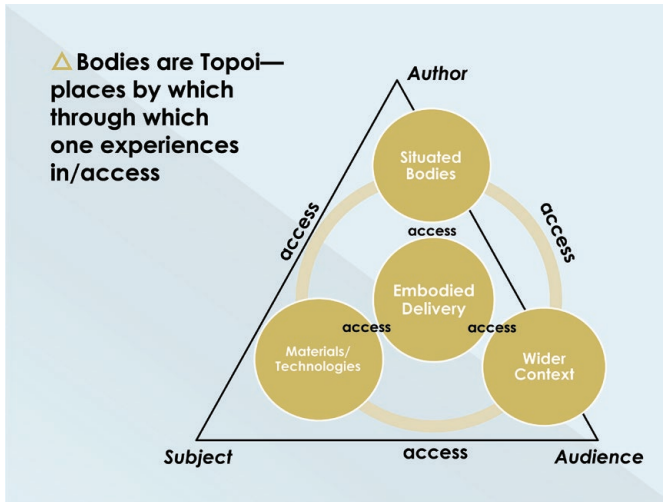 △ Bodies are Topoi—
places by which
through which
one experiences
in/access
Author
Situated
Bodies
access
access
access
Embodied
Delivery
access
access
Materials/
Technologies
Wider
Context
access
Subject
Audience